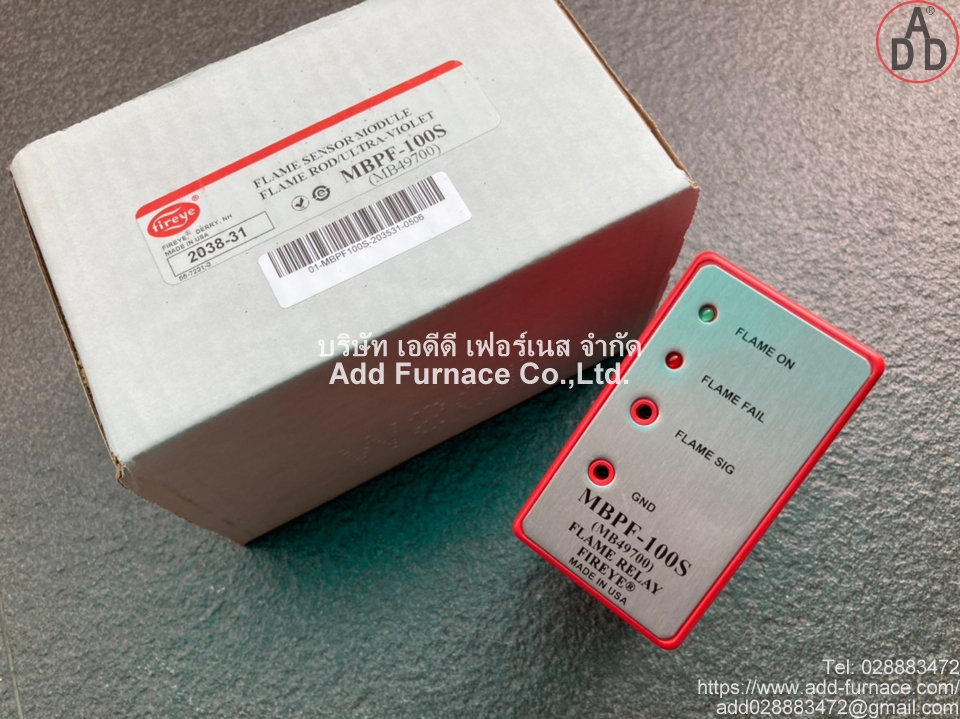 ADD®
FLAME SENSOR MODULE
FLAME ROD/ULTRA-VIOLET
MBPF-100S
(MB49700)
fireye®
FIREYE® DERRY, NH
MADE IN USA
2038-31
01-MBPF100S-203531-0506
บริษัท เอดีดี เฟอร์เนส จำกัด
Add Furnace Co.,Ltd.
FLAME ON
FLAME FAIL
FLAME SIG
GND
MBPF-100S
(MB49700)
FLAME RELAY
FIREYE®
MADE IN USA
Tel: 028883472
https://www.add-furnace.com/
add028883472@gmail.com